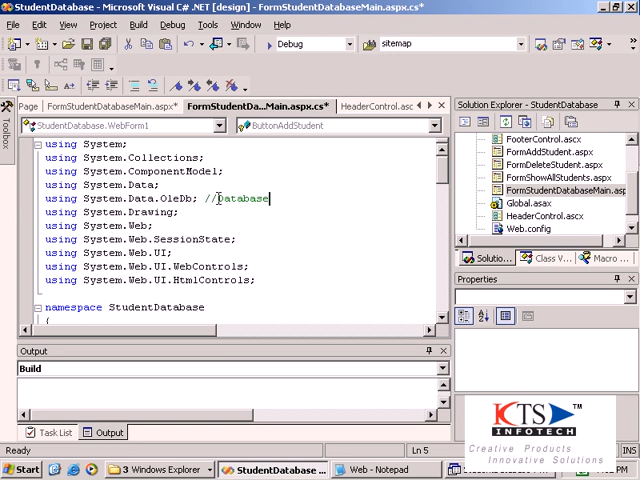 StudentDatabase - Microsoft Visual C# .NET [design] - FormStudentDatabaseMain.aspx.cs*
File Edit View Project Build Debug Tools Window Help
Debug sitemap
Page FormStudentDatabaseMain.aspx* FormStudentDa...Main.aspx.cs* HeaderControl.asc
StudentDatabase.WebForm1 ButtonAddStudent
Toolbox
using System;
using System.Collections;
using System.ComponentModel;
using System.Data;
using System.Data.OleDb; //Database
using System.Drawing;
using System.Web;
using System.Web.SessionState;
using System.Web.UI;
using System.Web.UI.WebControls;
using System.Web.UI.HtmlControls;
namespace StudentDatabase
{
Solution Explorer - StudentDatabase
FooterControl.ascx
FormAddStudent.aspx
FormDeleteStudent.aspx
FormShowAllStudents.aspx
FormStudentDatabaseMain.asp
Global.asax
HeaderControl.ascx
Web.config
Solutio... Class V... Macro ...
Properties
Output
Build
Task List Output
KTS TM
INFOTECH
Creative Products
Innovative Solutions
Ready Ln 5 INS
Start 3 Windows Explorer StudentDatabase ... Web - Notepad